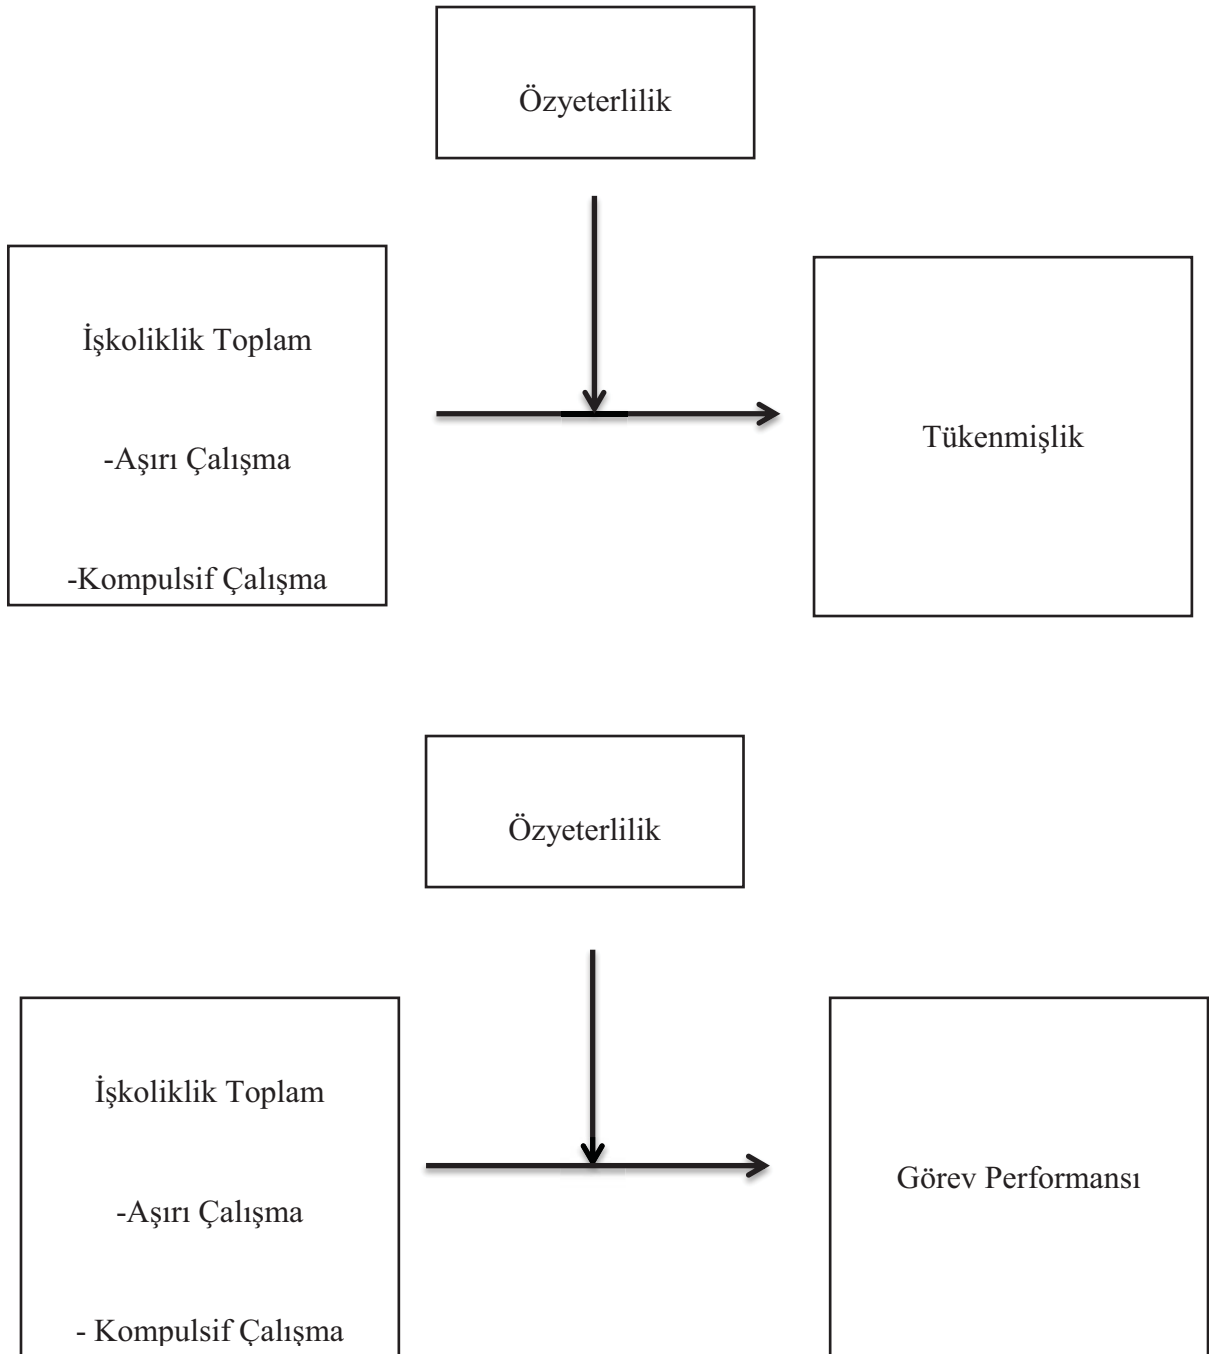 Özyeterlilik
İşkoliklik Toplam
-Aşırı Çalışma
-Kompulsif Çalışma
Tükenmişlik
Özyeterlilik
İşkoliklik Toplam
-Aşırı Çalışma
- Kompulsif Çalışma
Görev Performansı